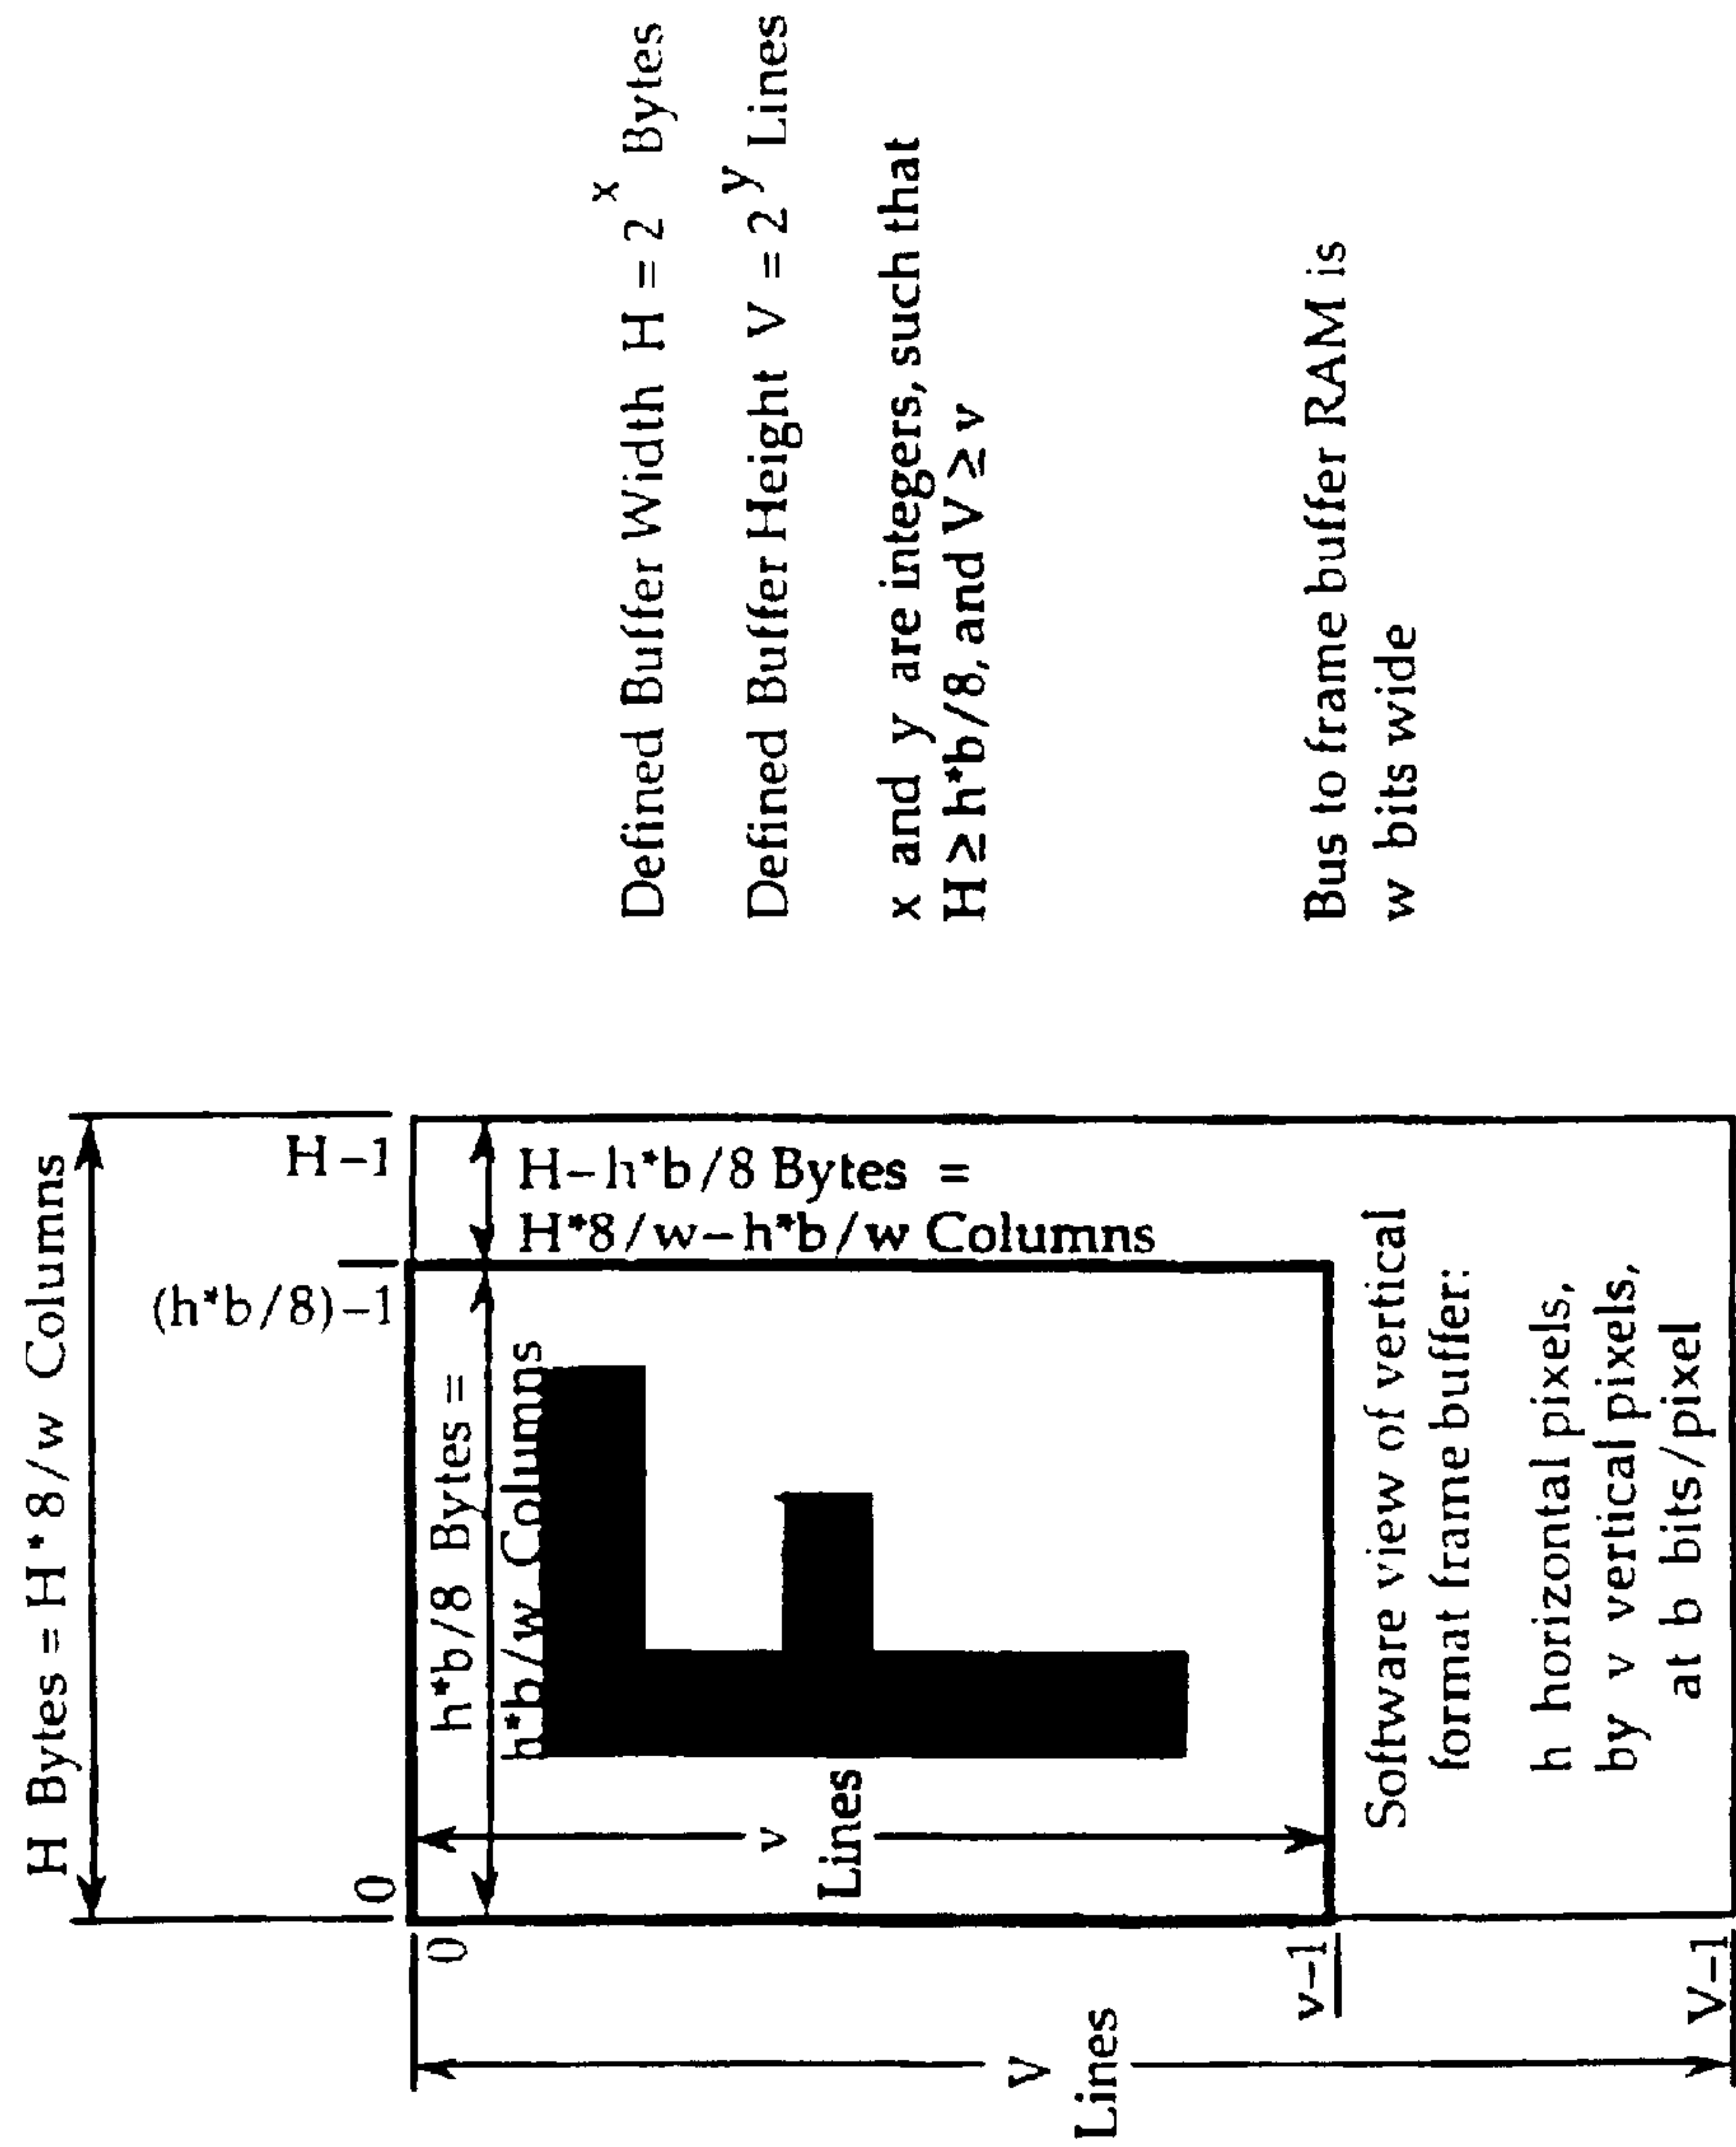 H Bytes = H*8/w Columns
0
(h*b/8)–1
H–1
0
h*b/8 Bytes =
h*b/w Columns
H–h*b/8 Bytes =
H*8/w–h*b/w Columns
v
Lines
V
Lines
v–1
V–1
Software view of vertical
format frame buffer:
h horizontal pixels,
by v vertical pixels,
at b bits/pixel
Defined Buffer Width H = 2^x Bytes
Defined Buffer Height V = 2^y Lines
x and y are integers, such that
H ≥ h*b/8, and V ≥ v
Bus to frame buffer RAM is
w bits wide